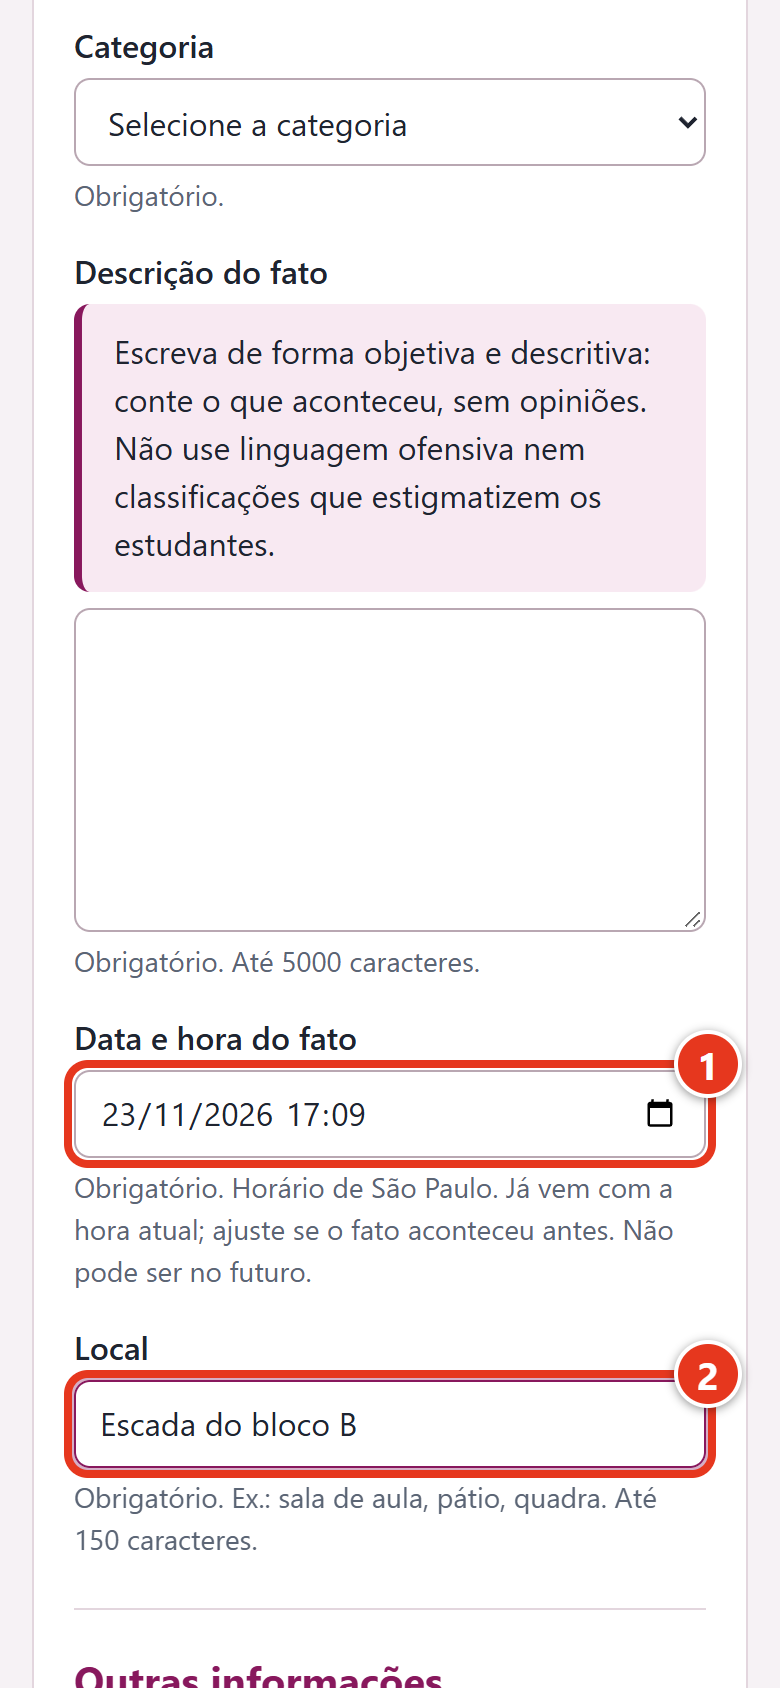 Categoria
Selecione a categoria
Obrigatório.
Descrição do fato
Escreva de forma objetiva e descritiva:
conte o que aconteceu, sem opiniões.
Não use linguagem ofensiva nem
classificações que estigmatizem os
estudantes.
Obrigatório. Até 5000 caracteres.
Data e hora do fato
1
23/11/2026 17:09
Obrigatório. Horário de São Paulo. Já vem com a
hora atual; ajuste se o fato aconteceu antes. Não
pode ser no futuro.
Local
2
Escada do bloco B
Obrigatório. Ex.: sala de aula, pátio, quadra. Até
150 caracteres.
Outras informações